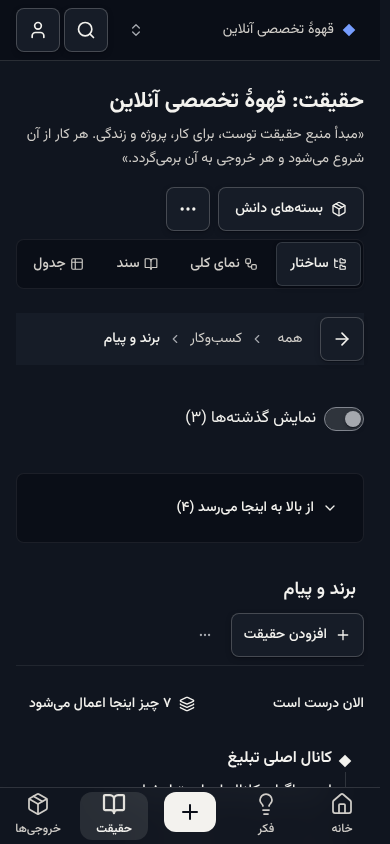 قهوهٔ تخصصی آنلاین
حقیقت: قهوهٔ تخصصی آنلاین
«مبدأ منبع حقیقت توست، برای کار، پروژه و زندگی. هر کار از آن
شروع می‌شود و هر خروجی به آن برمی‌گردد.»
بسته‌های دانش
ساختار نمای کلی سند جدول
همه کسب‌وکار برند و پیام
نمایش گذشته‌ها (۳)
از بالا به اینجا می‌رسد (۴)
برند و پیام
افزودن حقیقت
الان درست است ۷ چیز اینجا اعمال می‌شود
کانال اصلی تبلیغ
خانه فکر حقیقت خروجی‌ها